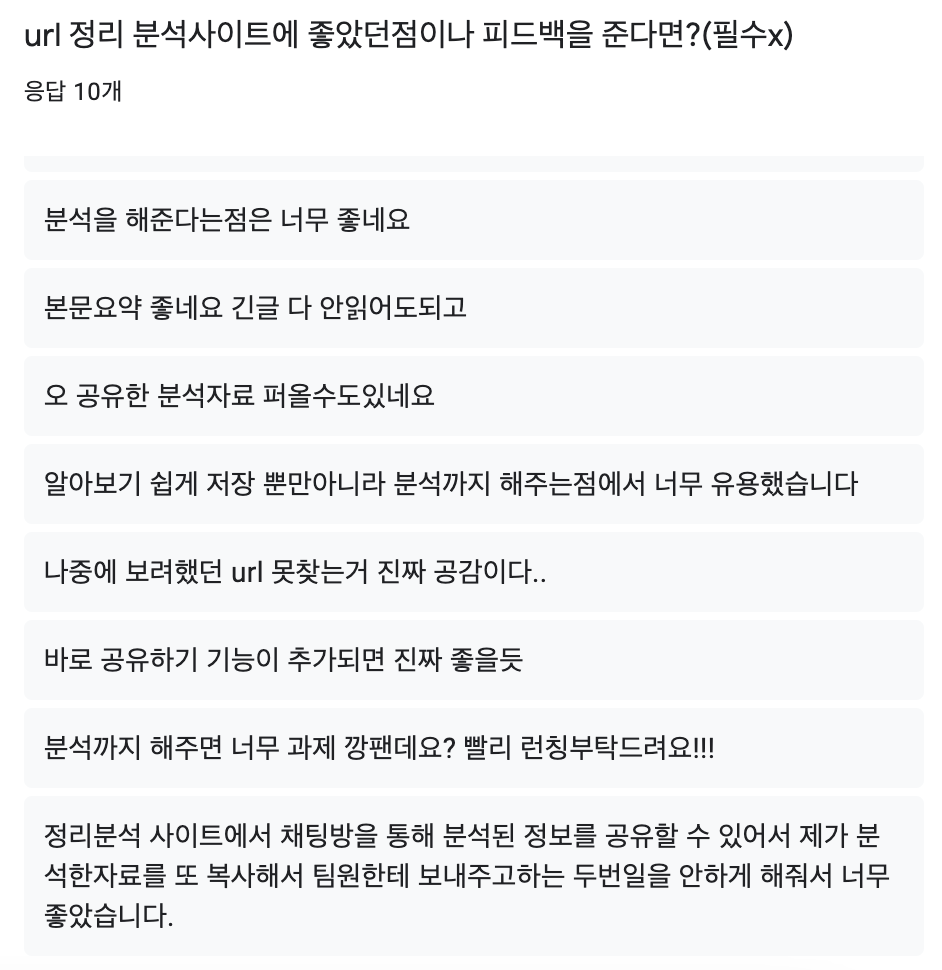 url 정리 분석사이트에 좋았던점이나 피드백을 준다면?(필수x)
응답 10개
분석을 해준다는점은 너무 좋네요
본문요약 좋네요 긴글 다 안읽어도되고
오 공유한 분석자료 퍼올수도있네요
알아보기 쉽게 저장 뿐만아니라 분석까지 해주는점에서 너무 유용했습니다
나중에 보려했던 url 못찾는거 진짜 공감이다..
바로 공유하기 기능이 추가되면 진짜 좋을듯
분석까지 해주면 너무 과제 깡팬데요? 빨리 런칭부탁드려요!!!
정리분석 사이트에서 채팅방을 통해 분석된 정보를 공유할 수 있어서 제가 분
석한자료를 또 복사해서 팀원한테 보내주고하는 두번일을 안하게 해줘서 너무
좋았습니다.